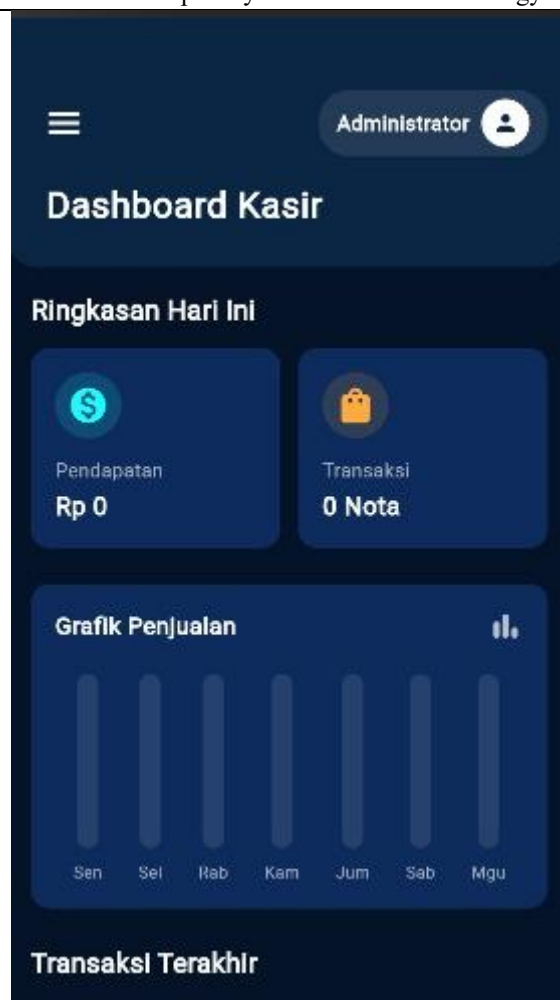 Administrator
Dashboard Kasir
Ringkasan Hari Ini
Pendapatan
Rp 0
Transaksi
0 Nota
Grafik Penjualan
Sen Sel Rab Kam Jum Sab Mgu
Transaksi Terakhir